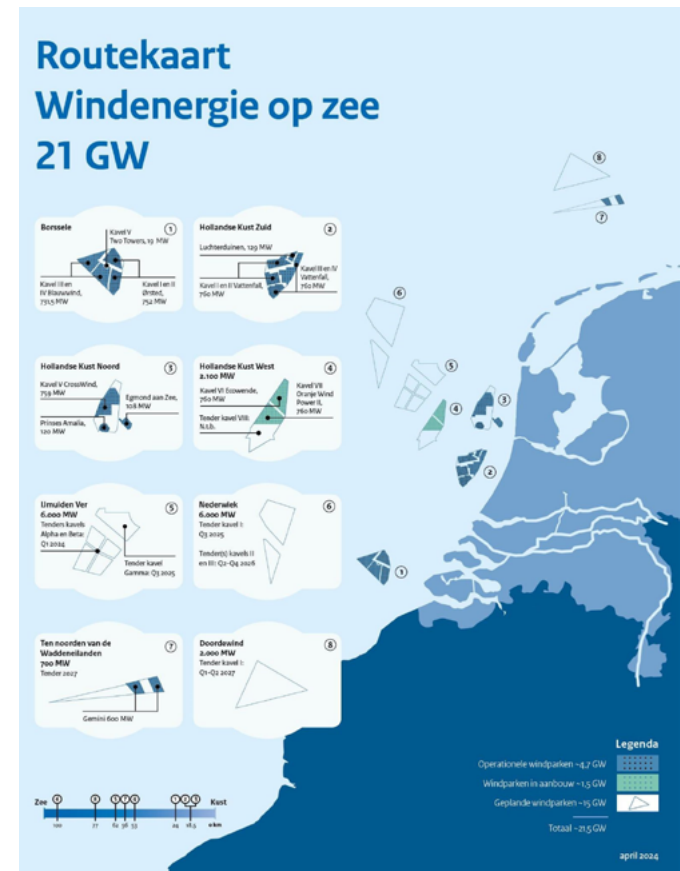 Routekaart
Windenergie op zee
21 GW
Borssele
1
Kavel V
Two Towers, 19 MW
Kavel III en
IV Blauwwind,
731,5 MW
Kavel I en II
Ørsted,
752 MW
Hollandse Kust Zuid
2
Luchterduinen, 129 MW
Kavel I en II Vattenfall,
760 MW
Kavel III en IV
Vattenfall,
760 MW
Hollandse Kust Noord
3
Kavel V CrossWind,
759 MW
Egmond aan Zee,
108 MW
Prinses Amalia,
120 MW
Hollandse Kust West
2.100 MW
4
Kavel VI Ecowende,
760 MW
Kavel VII
Oranje Wind
Power II,
760 MW
Tender kavel VIII:
N.t.b.
IJmuiden Ver
6.000 MW
5
Tenders kavels
Alpha en Beta:
Q1 2024
Tender kavel
Gamma: Q3 2025
Nederwiek
6.000 MW
6
Tender kavel I:
Q3 2025
Tender(s) kavels II
en III: Q2-Q4 2026
Ten noorden van de
Waddeneilanden
700 MW
7
Tender 2027
Gemini 600 MW
Doordewind
2.000 MW
8
Tender kavel I:
Q1-Q2 2027
8
7
6
5
4
3
2
1
Zee
Kust
100
77
62
56
53
24
18,5
0 km
Legenda
Operationele windparken ~4,7 GW
Windparken in aanbouw ~1,5 GW
Geplande windparken ~15 GW
Totaal ~21,5 GW
april 2024